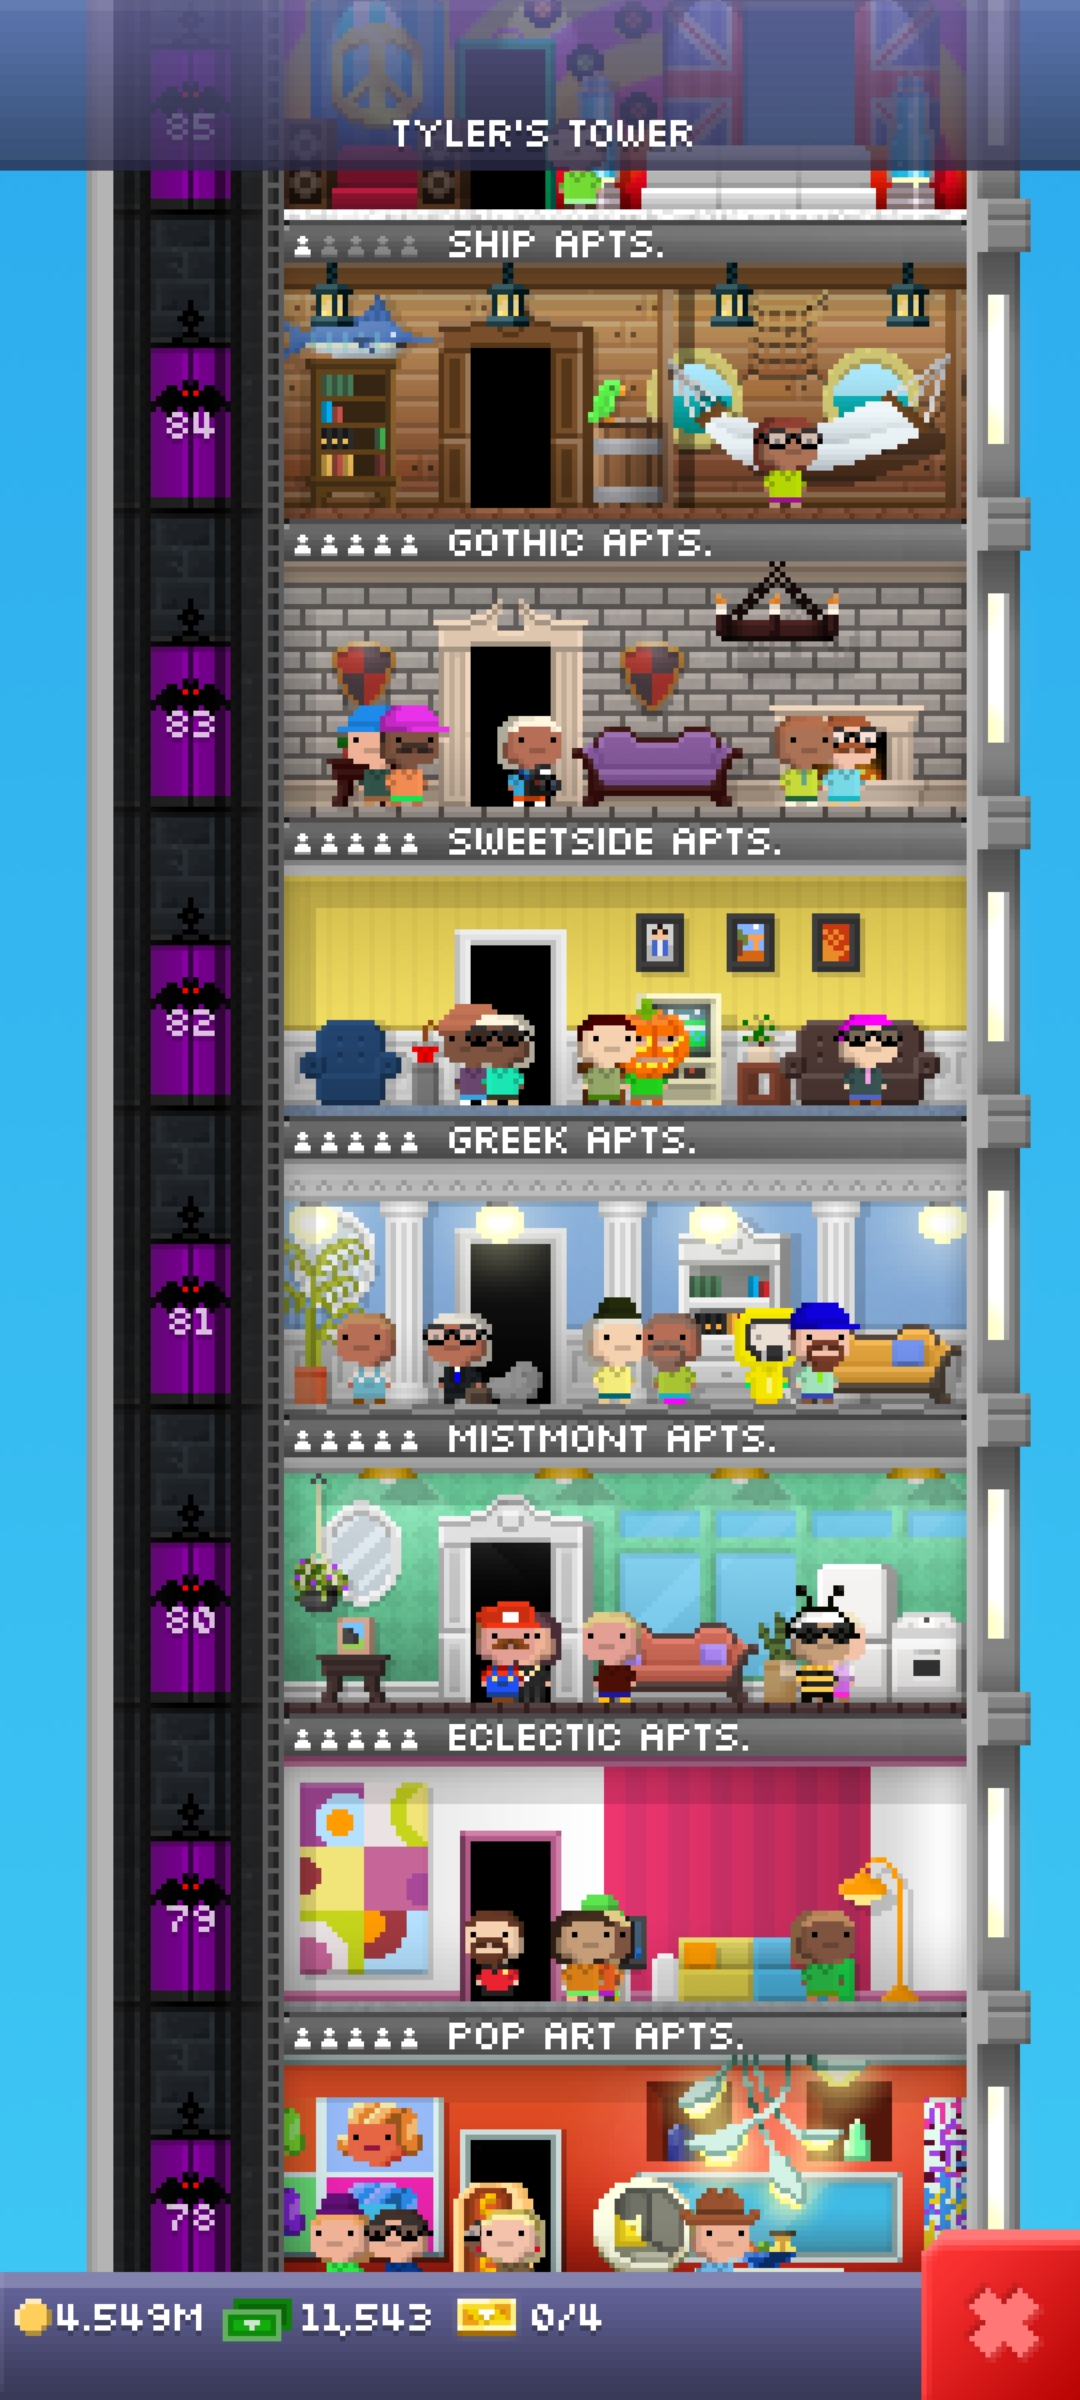 85
TYLER'S TOWER
SHIP APTS.
84
GOTHIC APTS.
83
SWEETSIDE APTS.
82
GREEK APTS.
81
MISTMONT APTS.
80
ECLECTIC APTS.
79
POP ART APTS.
78
4.549M 11,543 0/4